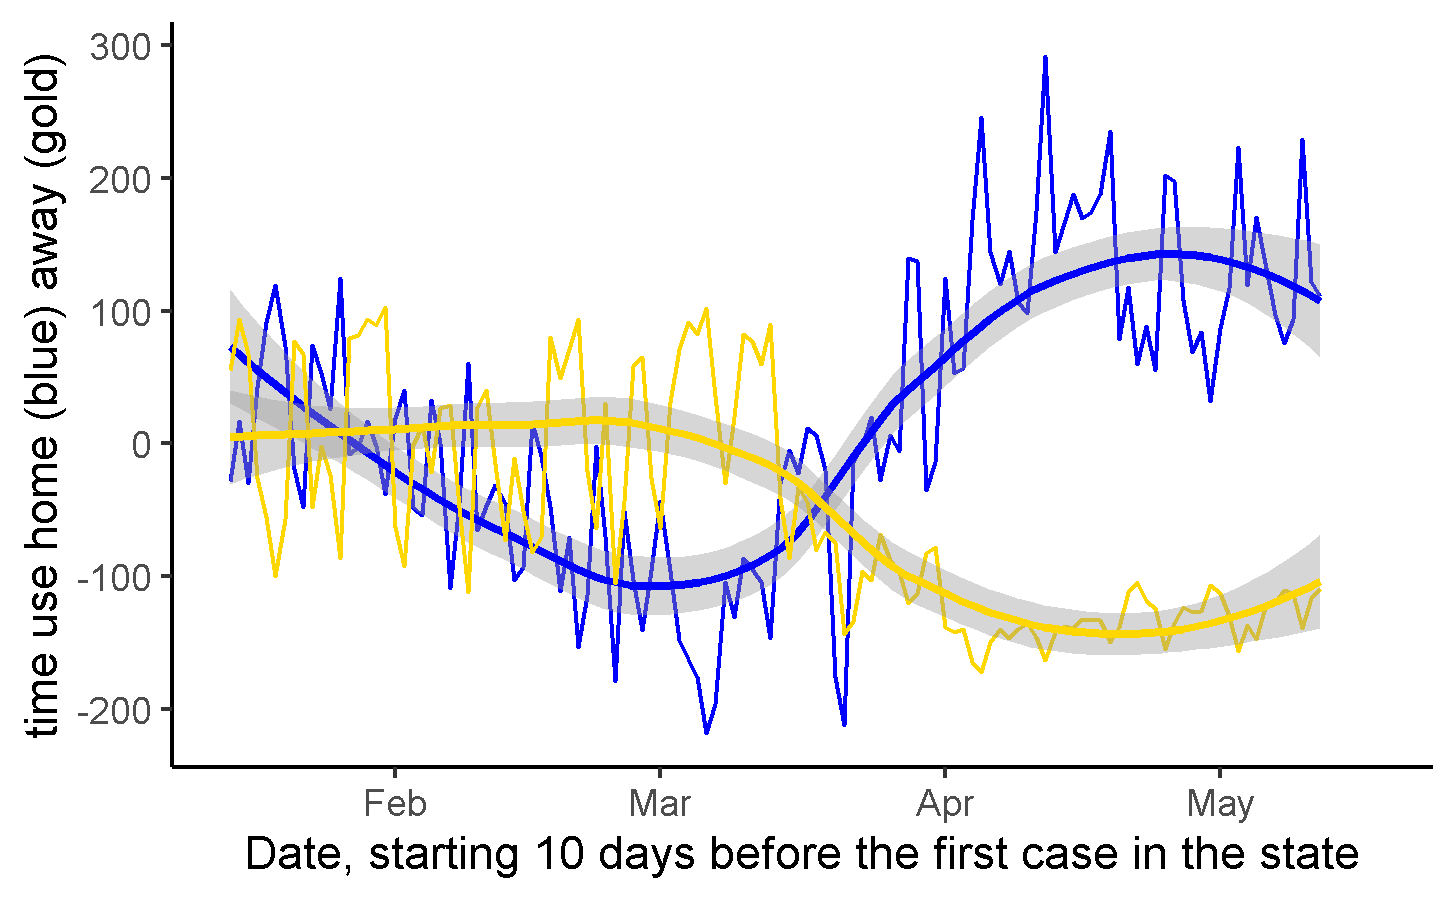 time use home (blue) away (gold)
300
200
100
0
-100
-200
Feb Mar Apr May
Date, starting 10 days before the first case in the state